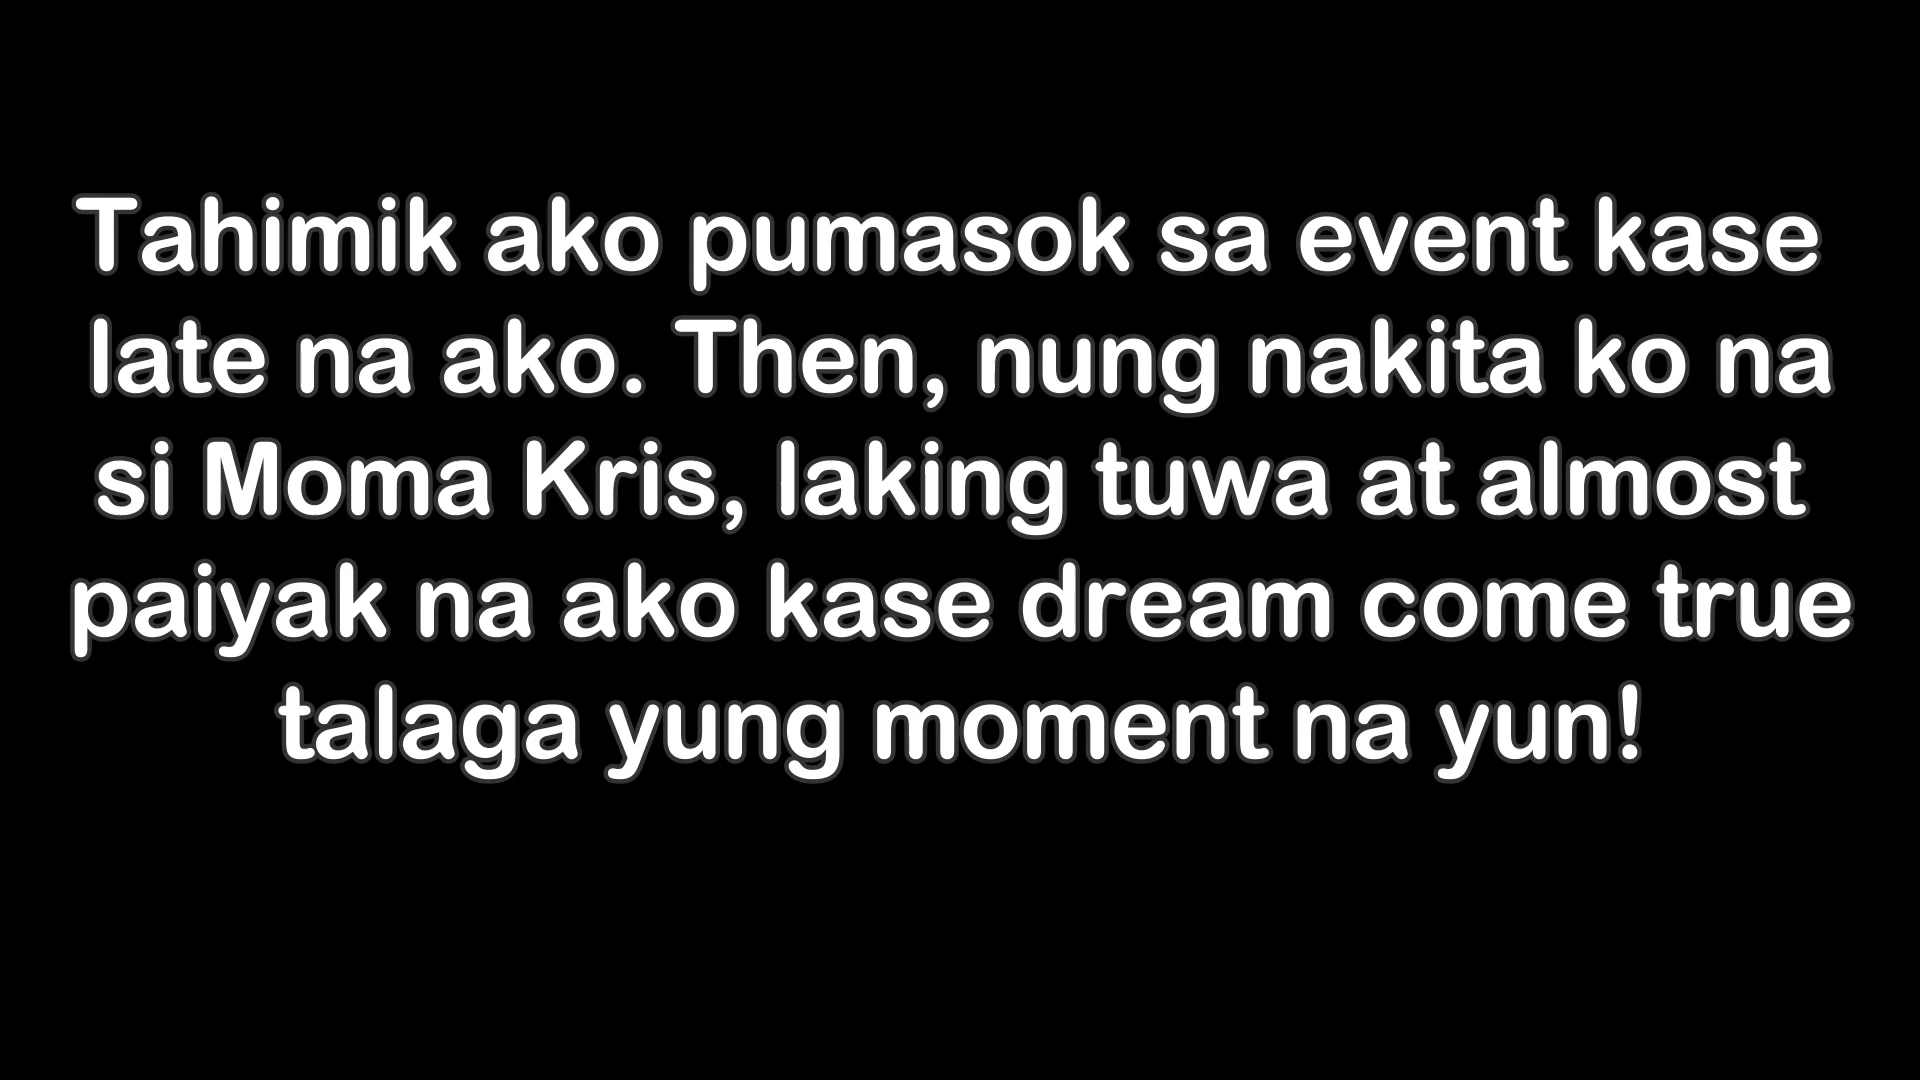 Tahimik ako pumasok sa event kase
late na ako. Then, nung nakita ko na
si Moma Kris, laking tuwa at almost
paiyak na ako kase dream come true
talaga yung moment na yun!